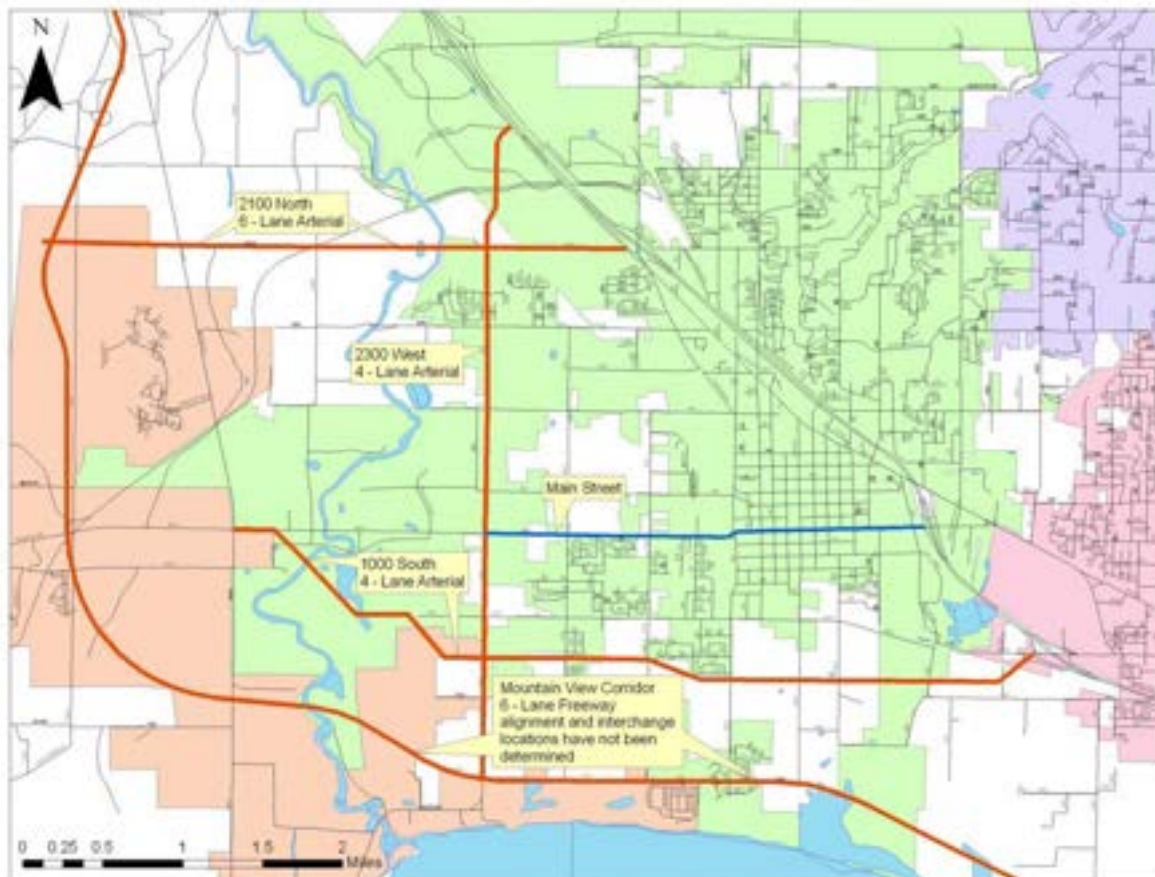 N
2100 North
6 - Lane Arterial
2300 West
4 - Lane Arterial
Main Street
1000 South
4 - Lane Arterial
Mountain View Corridor
6 - Lane Freeway
alignment and interchange
locations have not been
determined
0 0.25 0.5 1 1.5 2
Miles